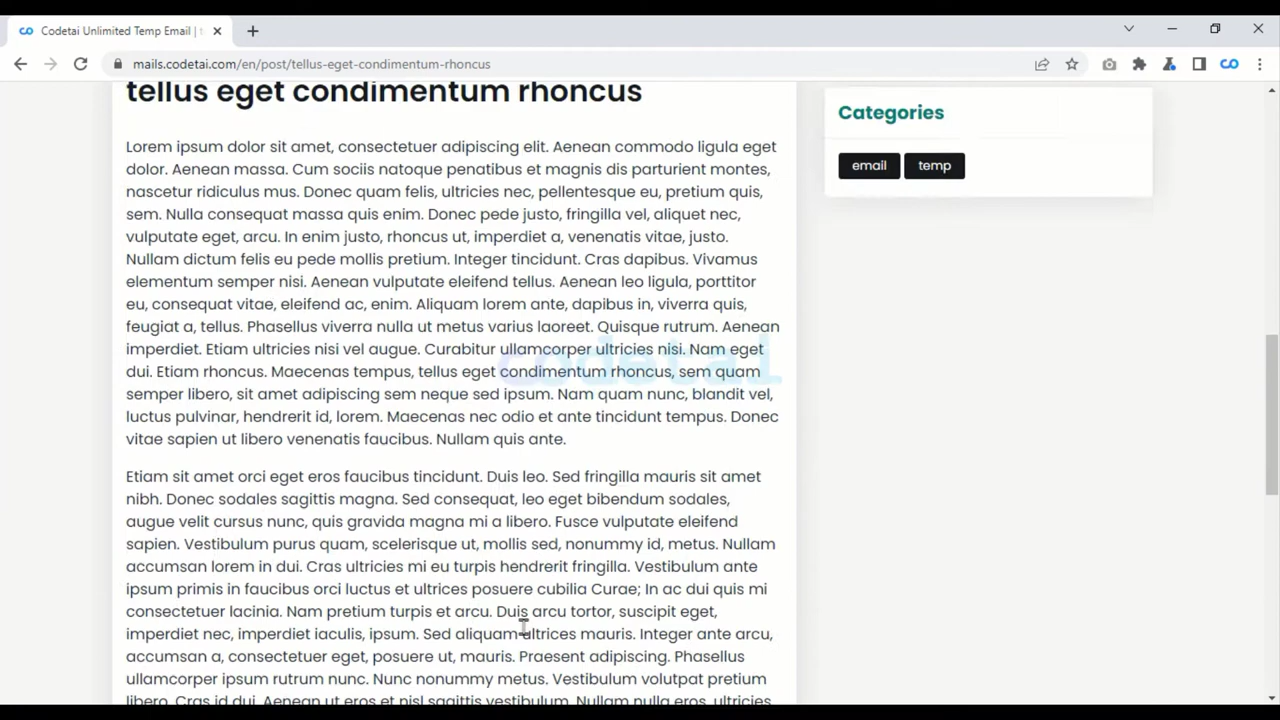 Codetai Unlimited Temp Email | t
mails.codetai.com/en/post/tellus-eget-condimentum-rhoncus
tellus eget condimentum rhoncus
Lorem ipsum dolor sit amet, consectetuer adipiscing elit. Aenean commodo ligula eget
dolor. Aenean massa. Cum sociis natoque penatibus et magnis dis parturient montes,
nascetur ridiculus mus. Donec quam felis, ultricies nec, pellentesque eu, pretium quis,
sem. Nulla consequat massa quis enim. Donec pede justo, fringilla vel, aliquet nec,
vulputate eget, arcu. In enim justo, rhoncus ut, imperdiet a, venenatis vitae, justo.
Nullam dictum felis eu pede mollis pretium. Integer tincidunt. Cras dapibus. Vivamus
elementum semper nisi. Aenean vulputate eleifend tellus. Aenean leo ligula, porttitor
eu, consequat vitae, eleifend ac, enim. Aliquam lorem ante, dapibus in, viverra quis,
feugiat a, tellus. Phasellus viverra nulla ut metus varius laoreet. Quisque rutrum. Aenean
imperdiet. Etiam ultricies nisi vel augue. Curabitur ullamcorper ultricies nisi. Nam eget
dui. Etiam rhoncus. Maecenas tempus, tellus eget condimentum rhoncus, sem quam
semper libero, sit amet adipiscing sem neque sed ipsum. Nam quam nunc, blandit vel,
luctus pulvinar, hendrerit id, lorem. Maecenas nec odio et ante tincidunt tempus. Donec
vitae sapien ut libero venenatis faucibus. Nullam quis ante.
Etiam sit amet orci eget eros faucibus tincidunt. Duis leo. Sed fringilla mauris sit amet
nibh. Donec sodales sagittis magna. Sed consequat, leo eget bibendum sodales,
augue velit cursus nunc, quis gravida magna mi a libero. Fusce vulputate eleifend
sapien. Vestibulum purus quam, scelerisque ut, mollis sed, nonummy id, metus. Nullam
accumsan lorem in dui. Cras ultricies mi eu turpis hendrerit fringilla. Vestibulum ante
ipsum primis in faucibus orci luctus et ultrices posuere cubilia Curae; In ac dui quis mi
consectetuer lacinia. Nam pretium turpis et arcu. Duis arcu tortor, suscipit eget,
imperdiet nec, imperdiet iaculis, ipsum. Sed aliquam ultrices mauris. Integer ante arcu,
accumsan a, consectetuer eget, posuere ut, mauris. Praesent adipiscing. Phasellus
ullamcorper ipsum rutrum nunc. Nunc nonummy metus. Vestibulum volutpat pretium
libero. Cras id dui. Aenean ut eros et nisl sagittis vestibulum. Nullam nulla eros, ultricies
codetai
Categories
email temp